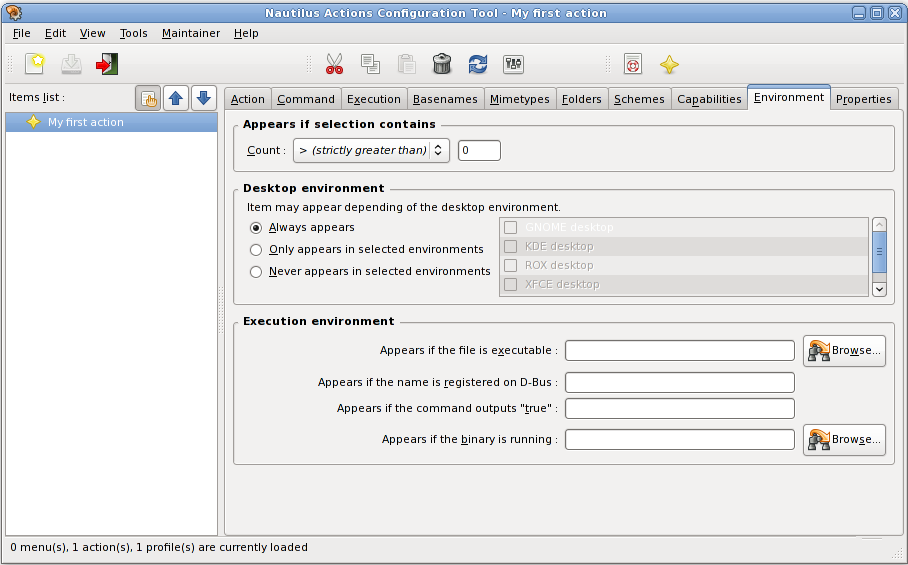 Nautilus Actions Configuration Tool - My first action
File Edit View Tools Maintainer Help
Items list :
Action Command Execution Basenames Mimetypes Folders Schemes Capabilities Environment Properties
My first action
Appears if selection contains
Count : > (strictly greater than) 0
Desktop environment
Item may appear depending of the desktop environment.
Always appears
Only appears in selected environments
Never appears in selected environments
GNOME desktop
KDE desktop
ROX desktop
XFCE desktop
Execution environment
Appears if the file is executable : Browse...
Appears if the name is registered on D-Bus :
Appears if the command outputs "true" :
Appears if the binary is running : Browse...
0 menu(s), 1 action(s), 1 profile(s) are currently loaded